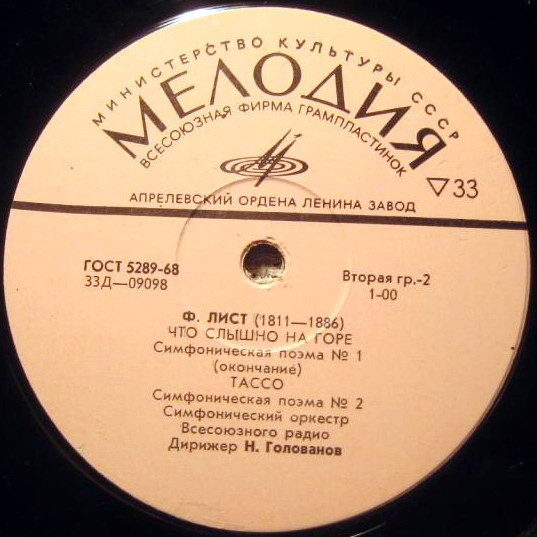 МИНИСТЕРСТВО КУЛЬТУРЫ СССР
МЕЛОДИЯ
ВСЕСОЮЗНАЯ ФИРМА ГРАМПЛАСТИНОК
▽33
АПРЕЛЕВСКИЙ ОРДЕНА ЛЕНИНА ЗАВОД
ГОСТ 5289-68
33Д—09098
Вторая гр.-2
1-00
Ф. ЛИСТ (1811—1886)
ЧТО СЛЫШНО НА ГОРЕ
Симфоническая поэма № 1
(окончание)
ТАССО
Симфоническая поэма № 2
Симфонический оркестр
Всесоюзного радио
Дирижер Н. Голованов